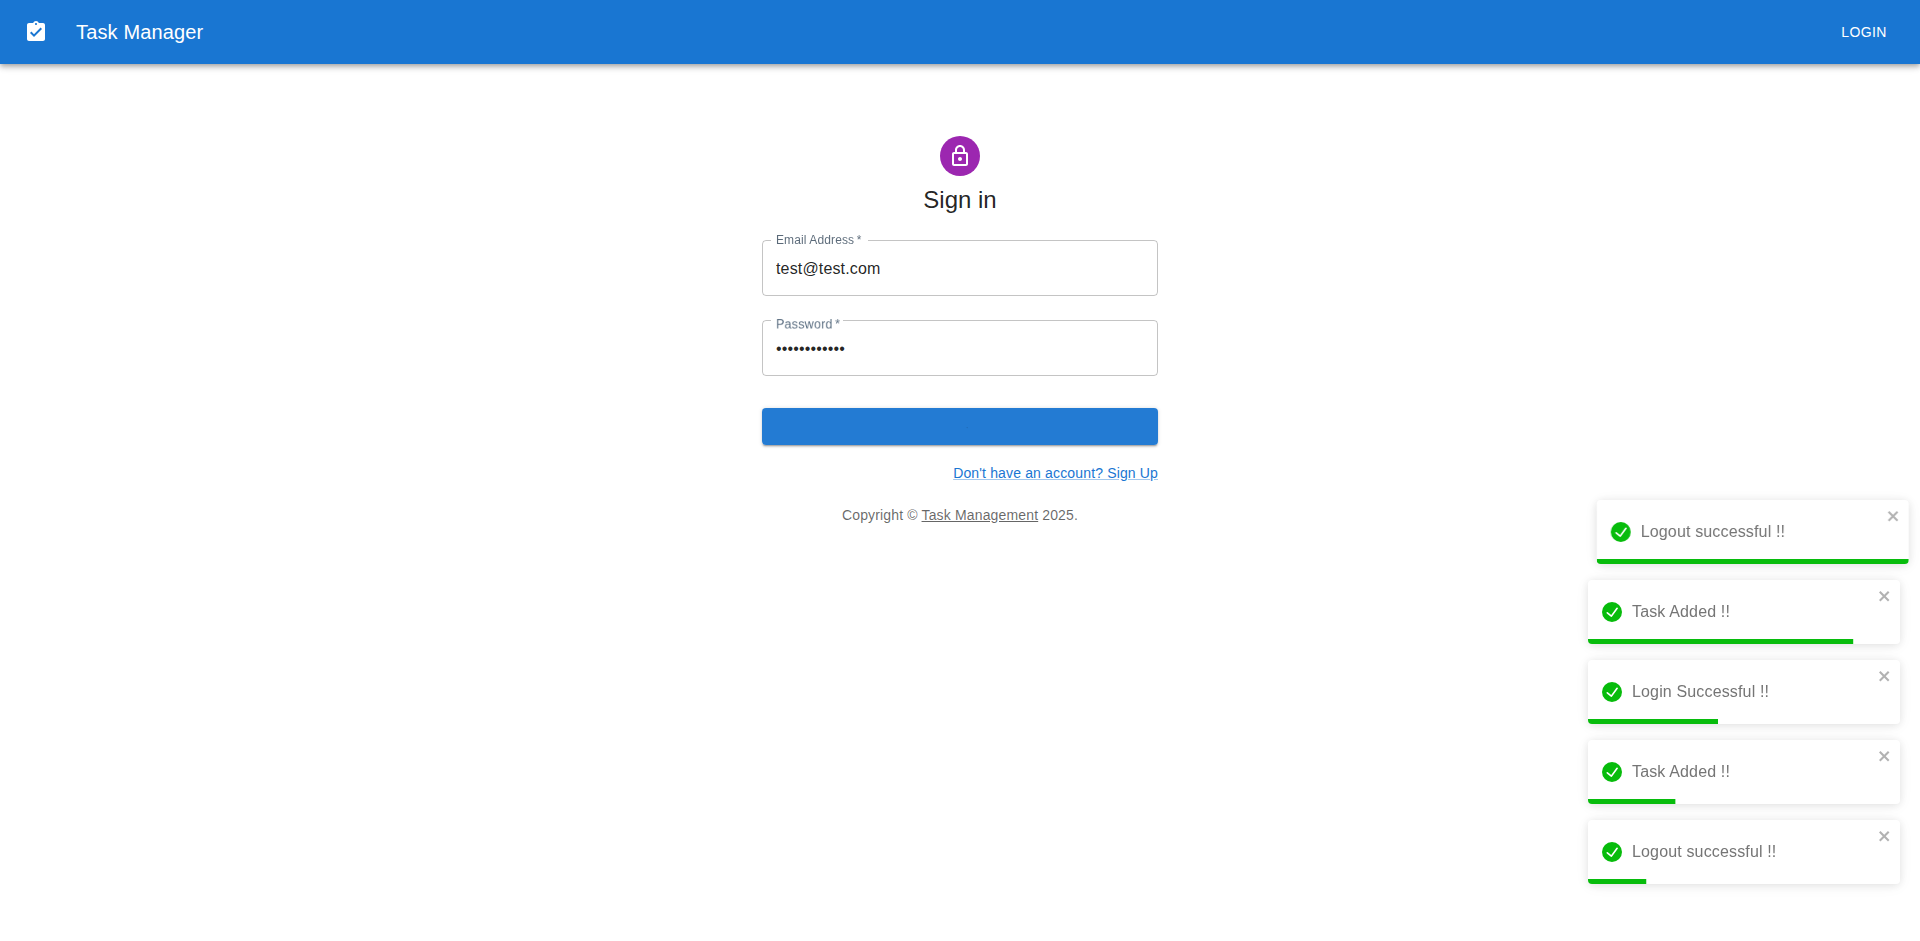 Task Manager
LOGIN
Sign in
Email Address *
test@test.com
Password *
••••••••••••
Don't have an account? Sign Up
Copyright © Task Management 2025.
Logout successful !!
Task Added !!
Login Successful !!
Task Added !!
Logout successful !!